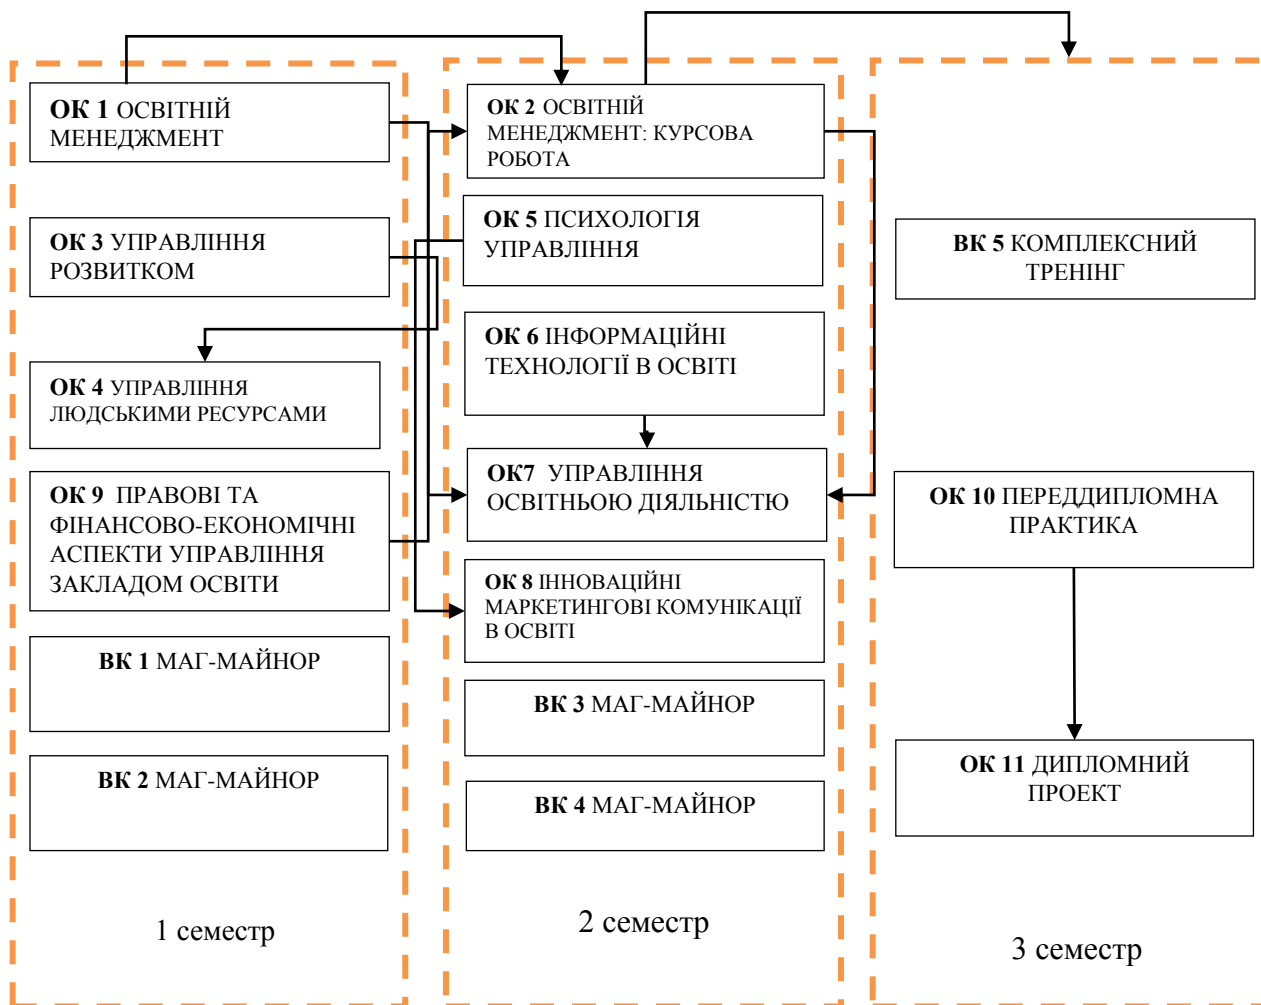 ОК 1 ОСВІТНІЙ
МЕНЕДЖМЕНТ
ОК 3 УПРАВЛІННЯ
РОЗВИТКОМ
ОК 4 УПРАВЛІННЯ
ЛЮДСЬКИМИ РЕСУРСАМИ
ОК 9 ПРАВОВІ ТА
ФІНАНСОВО-ЕКОНОМІЧНІ
АСПЕКТИ УПРАВЛІННЯ
ЗАКЛАДОМ ОСВІТИ
ВК 1 МАГ-МАЙНОР
ВК 2 МАГ-МАЙНОР
1 семестр
ОК 2 ОСВІТНІЙ
МЕНЕДЖМЕНТ: КУРСОВА
РОБОТА
ОК 5 ПСИХОЛОГІЯ
УПРАВЛІННЯ
ОК 6 ІНФОРМАЦІЙНІ
ТЕХНОЛОГІЇ В ОСВІТІ
ОК7 УПРАВЛІННЯ
ОСВІТНЬОЮ ДІЯЛЬНІСТЮ
ОК 8 ІННОВАЦІЙНІ
МАРКЕТИНГОВІ КОМУНІКАЦІЇ
В ОСВІТІ
ВК 3 МАГ-МАЙНОР
ВК 4 МАГ-МАЙНОР
2 семестр
ВК 5 КОМПЛЕКСНИЙ
ТРЕНІНГ
ОК 10 ПЕРЕДДИПЛОМНА
ПРАКТИКА
ОК 11 ДИПЛОМНИЙ
ПРОЕКТ
3 семестр